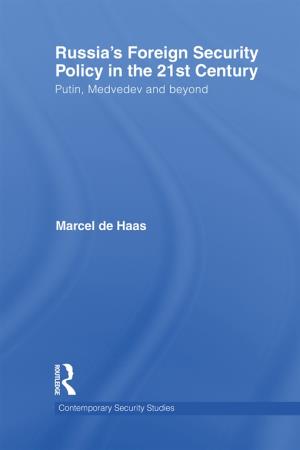 Russia's Foreign Security
Policy in the 21st Century
Putin, Medvedev and beyond
Marcel de Haas
ROUTLEDGE
Contemporary Security Studies